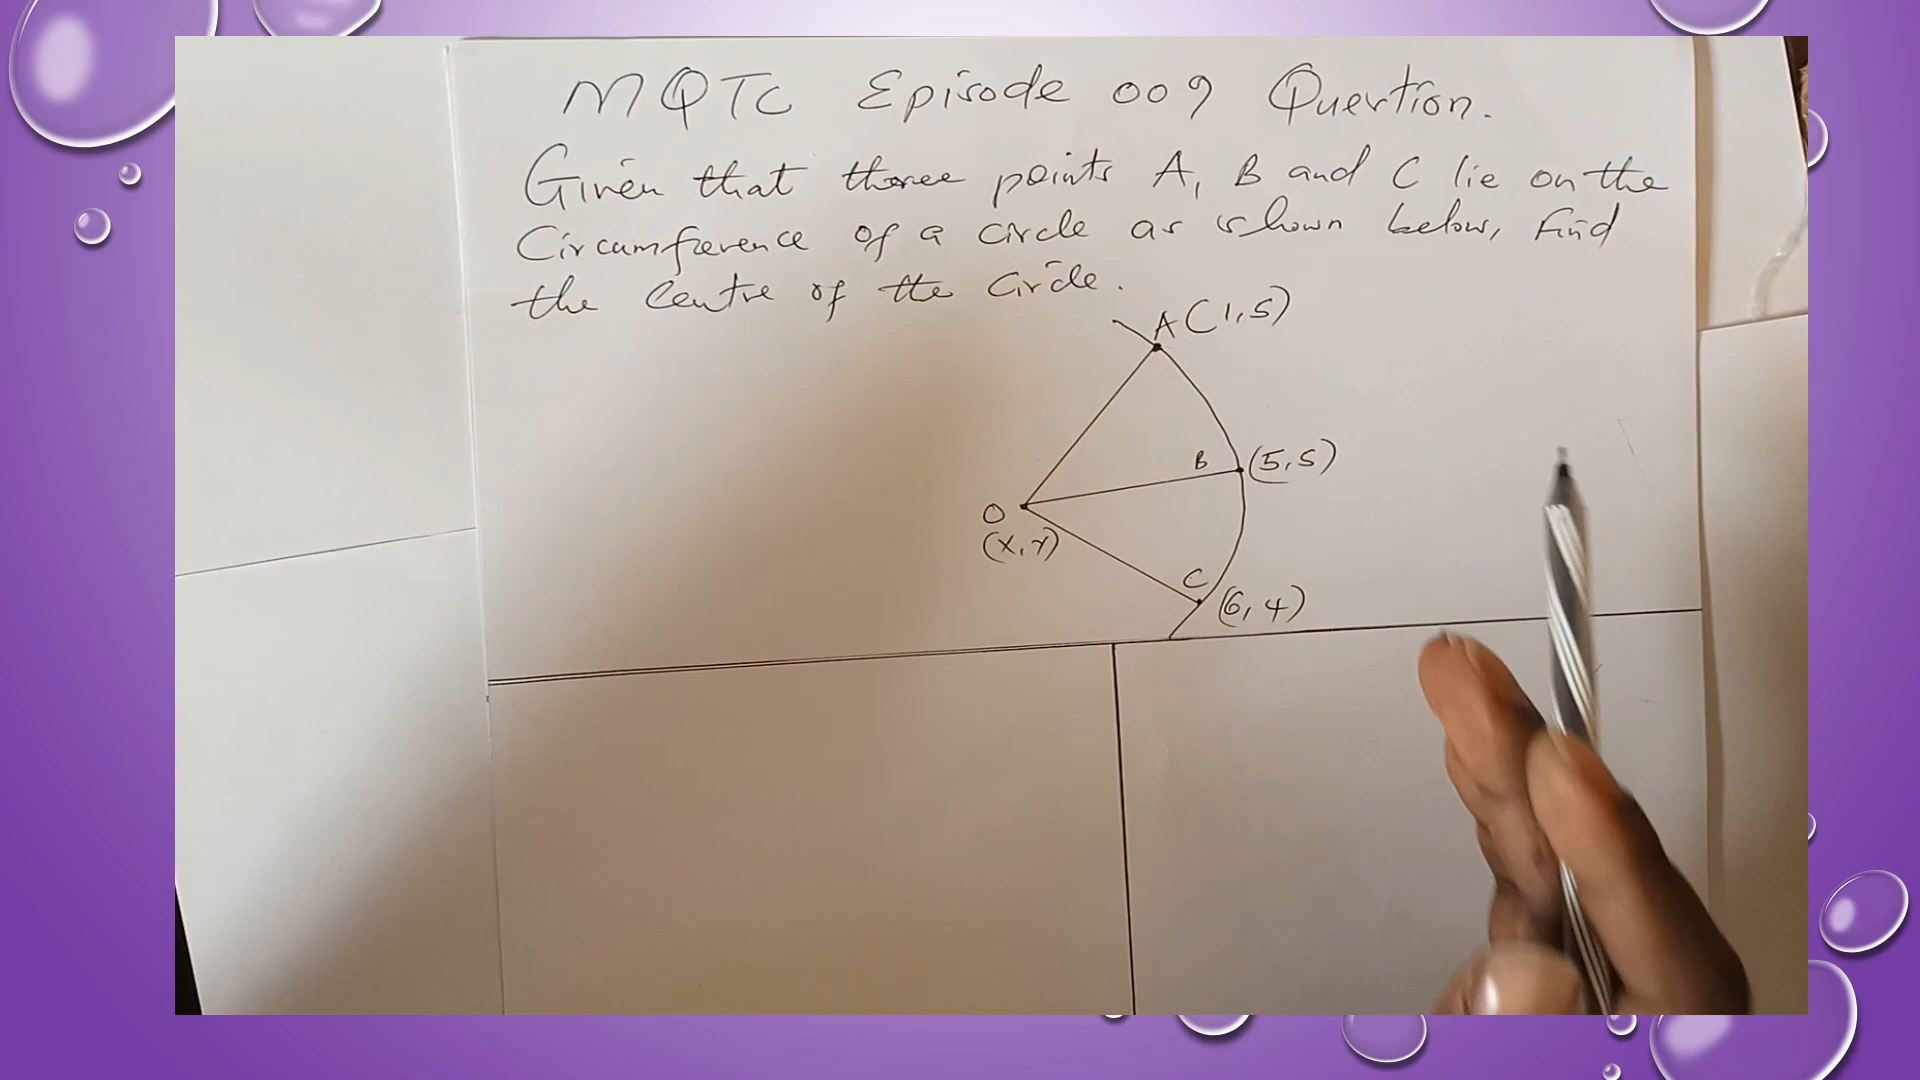 MQTC Episode 009 Question.
Given that three points A, B and C lie on the
Circumference of a circle as shown below, find
the Centre of the Circle.
A (1,5)
B (5,5)
O
(x,y)
C (6,4)